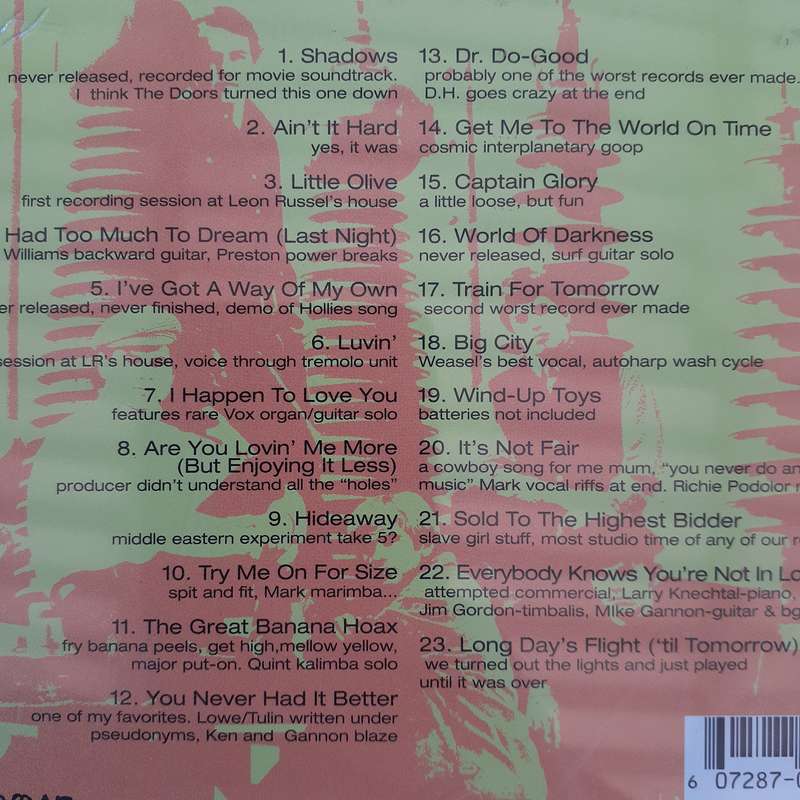 1. Shadows
never released, recorded for movie soundtrack.
I think The Doors turned this one down
2. Ain't It Hard
yes, it was
3. Little Olive
first recording session at Leon Russel's house
Had Too Much To Dream (Last Night)
Williams backward guitar, Preston power breaks
5. I've Got A Way Of My Own
released, never finished, demo of Hollies song
6. Luvin'
session at LR's house, voice through tremolo unit
7. I Happen To Love You
features rare Vox organ/guitar solo
8. Are You Lovin' Me More
(But Enjoying It Less)
producer didn't understand all the "holes"
9. Hideaway
middle eastern experiment take 5?
10. Try Me On For Size
spit and fit, Mark marimba...
11. The Great Banana Hoax
fry banana peels, get high,mellow yellow,
major put-on. Quint kalimba solo
12. You Never Had It Better
one of my favorites. Lowe/Tulin written under
pseudonyms, Ken and Gannon blaze
13. Dr. Do-Good
probably one of the worst records ever made.
D.H. goes crazy at the end
14. Get Me To The World On Time
cosmic interplanetary goop
15. Captain Glory
a little loose, but fun
16. World Of Darkness
never released, surf guitar solo
17. Train For Tomorrow
second worst record ever made
18. Big City
Weasel's best vocal, autoharp wash cycle
19. Wind-Up Toys
batteries not included
20. It's Not Fair
a cowboy song for me mum, "you never do
music" Mark vocal riffs at end. Richie Podolor
21. Sold To The Highest Bidder
slave girl stuff, most studio time of any of our
22. Everybody Knows You're Not In
attempted commercial; Larry Knechtal-piano,
Jim Gordon-timbalis, MIke Gannon-guitar & bg
23. Long Day's Flight ('til Tomorrow)
we turned out the lights and just played
until it was over
6 07287-0